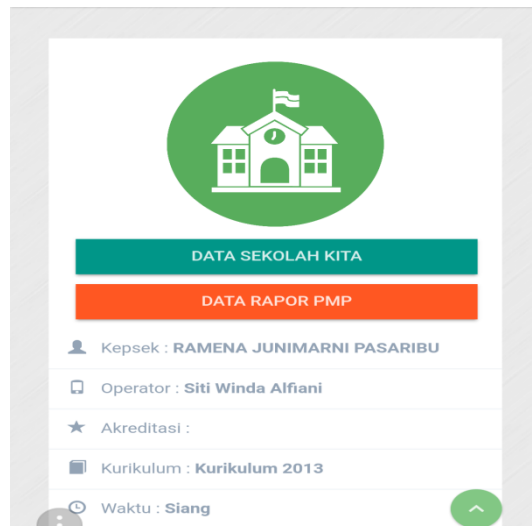 DATA SEKOLAH KITA
DATA RAPOR PMP
Kepsek : RAMENA JUNIMARNI PASARIBU
Operator : Siti Winda Alfiani
Akreditasi :
Kurikulum : Kurikulum 2013
Waktu : Siang